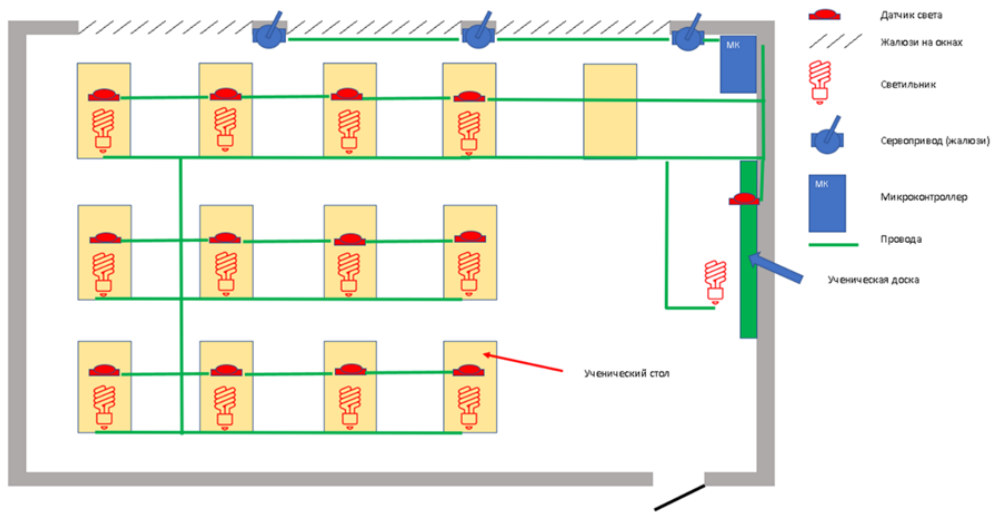 МК
Датчик света
Жалюзи на окнах
Светильник
Сервопривод (жалюзи)
МК
Микроконтроллер
Провода
Ученическая доска
Ученический стол